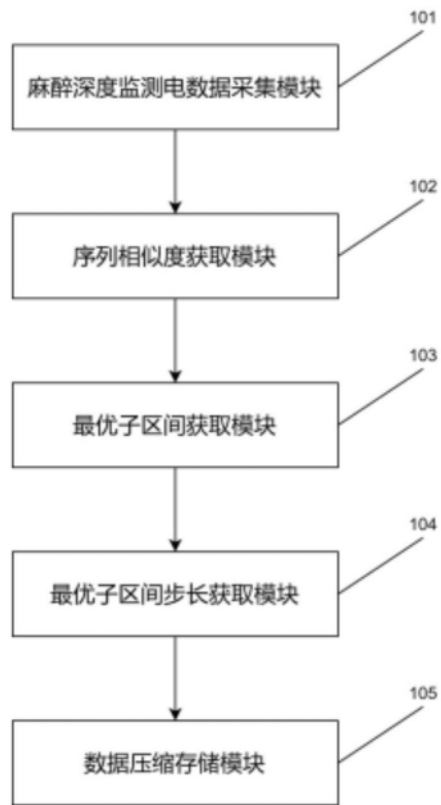 101
麻醉深度监测电数据采集模块
102
序列相似度获取模块
103
最优子区间获取模块
104
最优子区间步长获取模块
105
数据压缩存储模块